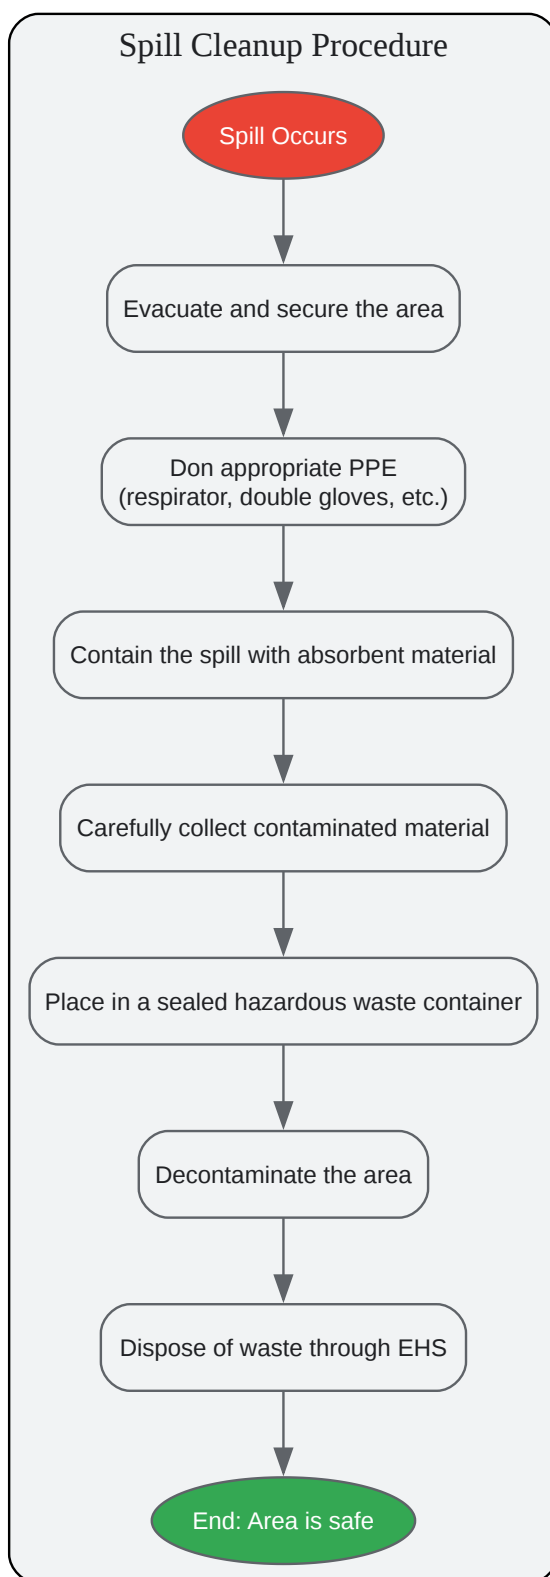 Spill Cleanup Procedure
Spill Occurs
Evacuate and secure the area
Don appropriate PPE
(respirator, double gloves, etc.)
Contain the spill with absorbent material
Carefully collect contaminated material
Place in a sealed hazardous waste container
Decontaminate the area
Dispose of waste through EHS
End: Area is safe